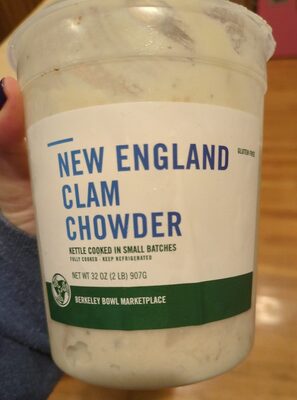 NEW ENGLAND
GLUTEN FREE
CLAM
CHOWDER
KETTLE COOKED IN SMALL BATCHES
FULLY COOKED · KEEP REFRIGERATED
NET WT 32 OZ (2 LB) 907G
BERKELEY BOWL MARKETPLACE